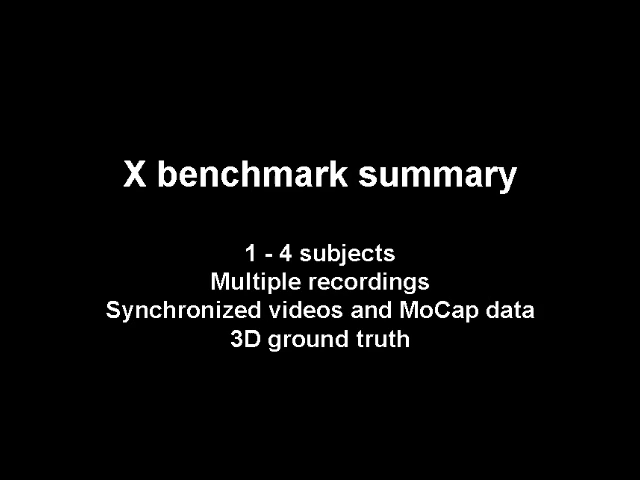 X benchmark summary
1 - 4 subjects
Multiple recordings
Synchronized videos and MoCap data
3D ground truth